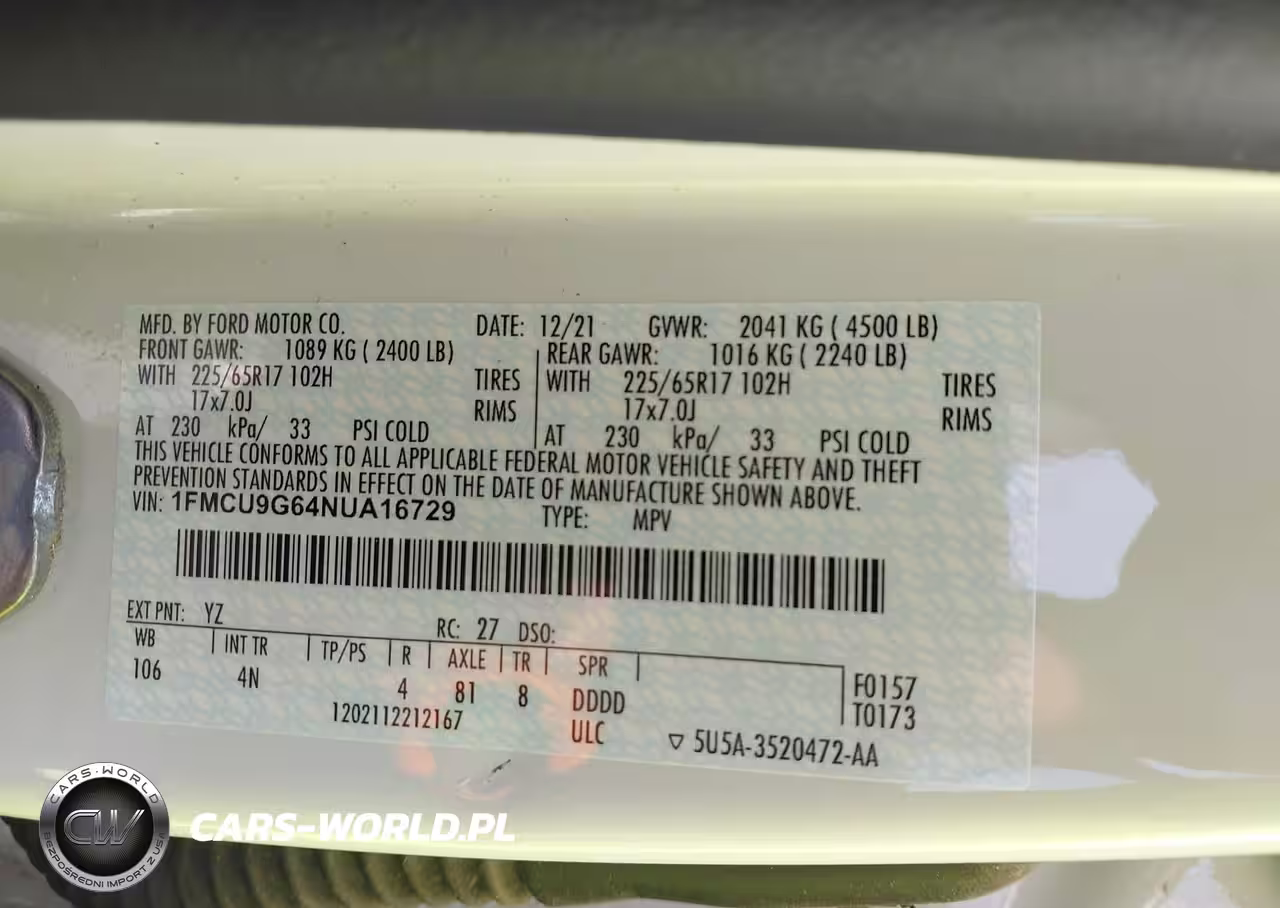 MFD. BY FORD MOTOR CO. DATE: 12/21 GVWR: 2041 KG ( 4500 LB)
FRONT GAWR: 1089 KG ( 2400 LB) REAR GAWR: 1016 KG ( 2240 LB)
WITH 225/65R17 102H TIRES WITH 225/65R17 102H TIRES
17x7.0J RIMS 17x7.0J RIMS
AT 230 kPa/ 33 PSI COLD AT 230 kPa/ 33 PSI COLD
THIS VEHICLE CONFORMS TO ALL APPLICABLE FEDERAL MOTOR VEHICLE SAFETY AND THEFT
PREVENTION STANDARDS IN EFFECT ON THE DATE OF MANUFACTURE SHOWN ABOVE.
VIN: 1FMCU9G64NUA16729 TYPE: MPV
EXT PNT: YZ RC: 27 DSO:
WB INT TR TP/PS R AXLE TR SPR
106 4N 4 81 8 DDDD F0157
T0173
1202112212167 ULC ▽ 5U5A-3520472-AA
CARS-WORLD
CW
BEZPOŚREDNI IMPORT Z USA
CARS-WORLD.PL